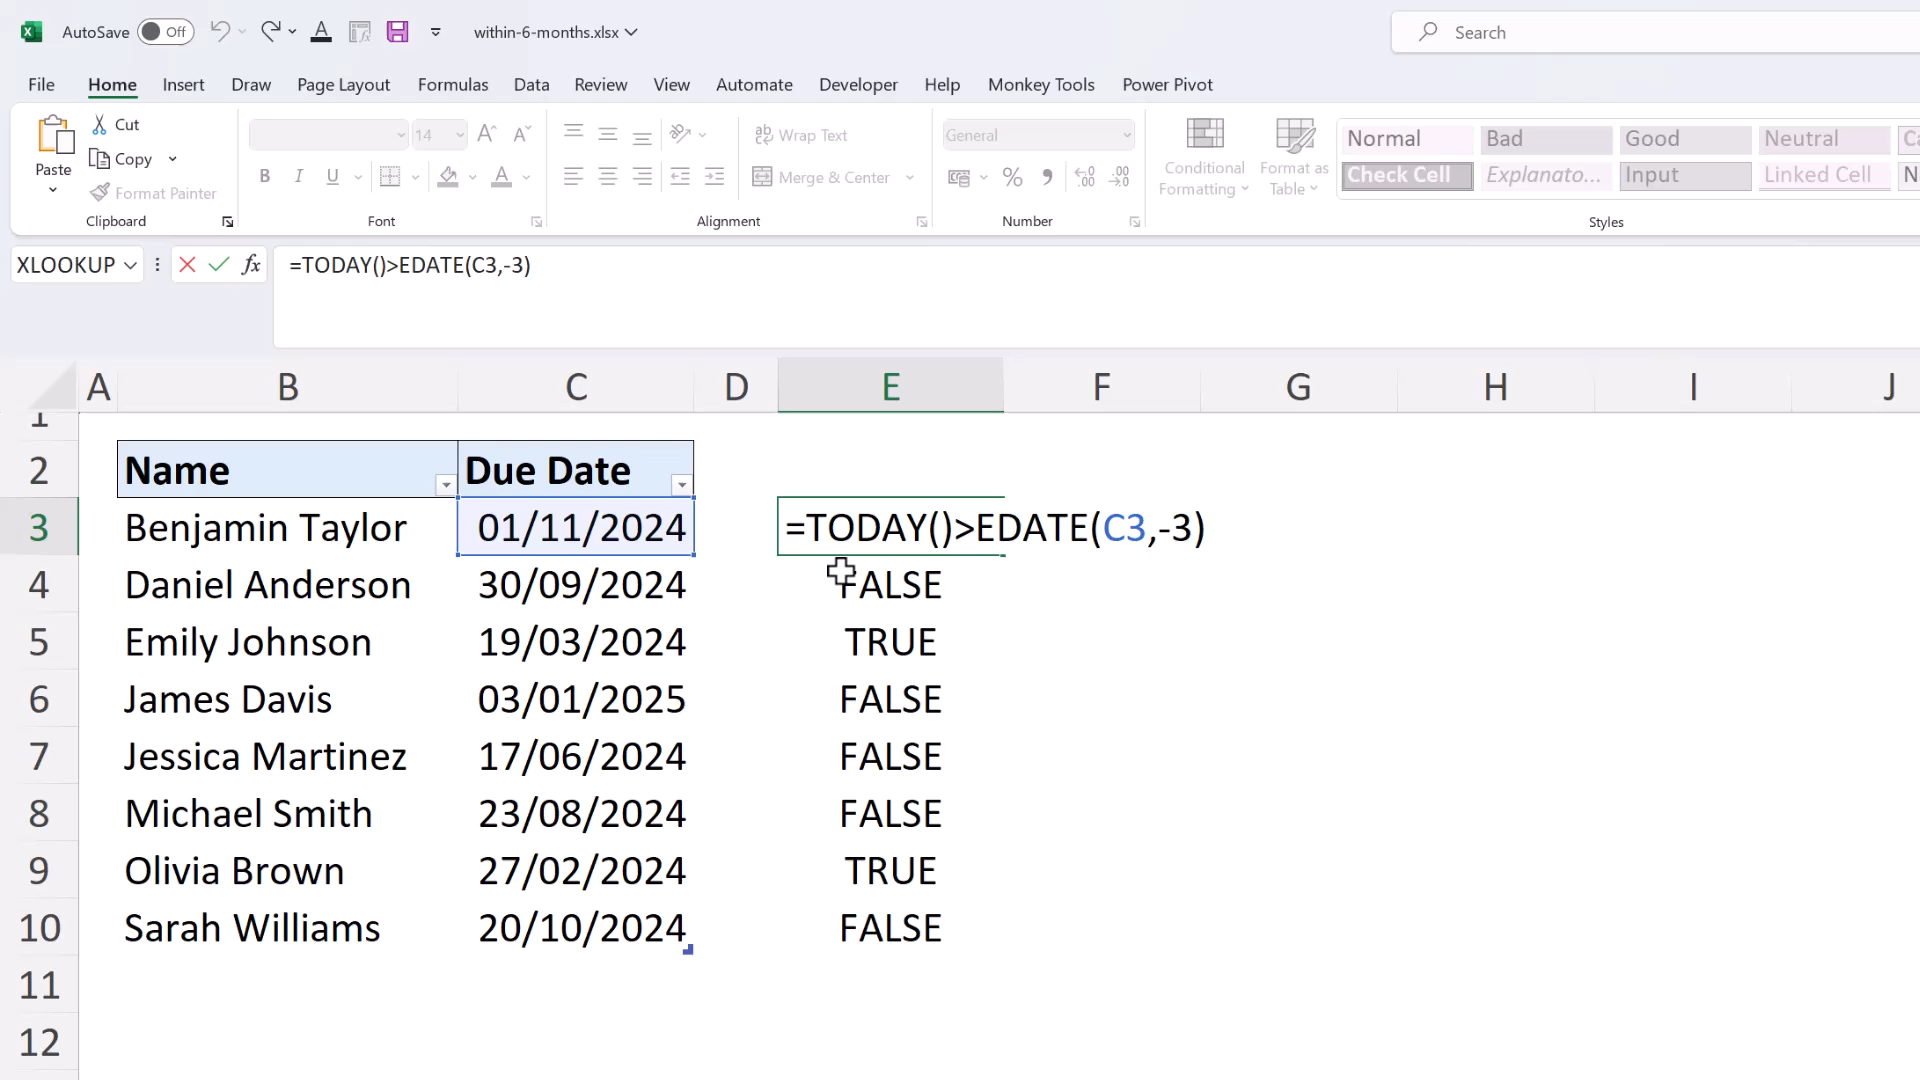 AutoSave Off within-6-months.xlsx Search
File Home Insert Draw Page Layout Formulas Data Review View Automate Developer Help Monkey Tools Power Pivot
Paste
Cut
Copy
Format Painter
Clipboard
14
B I U
Font
Wrap Text
Merge & Center
Alignment
General
Number
Conditional Formatting
Format as Table
Normal Bad Good Neutral
Check Cell Explanato... Input Linked Cell
Styles
XLOOKUP fx =TODAY()>EDATE(C3,-3)
A B C D E F G H I J
1
2 Name Due Date
3 Benjamin Taylor 01/11/2024 =TODAY()>EDATE(C3,-3)
4 Daniel Anderson 30/09/2024 FALSE
5 Emily Johnson 19/03/2024 TRUE
6 James Davis 03/01/2025 FALSE
7 Jessica Martinez 17/06/2024 FALSE
8 Michael Smith 23/08/2024 FALSE
9 Olivia Brown 27/02/2024 TRUE
10 Sarah Williams 20/10/2024 FALSE
11
12